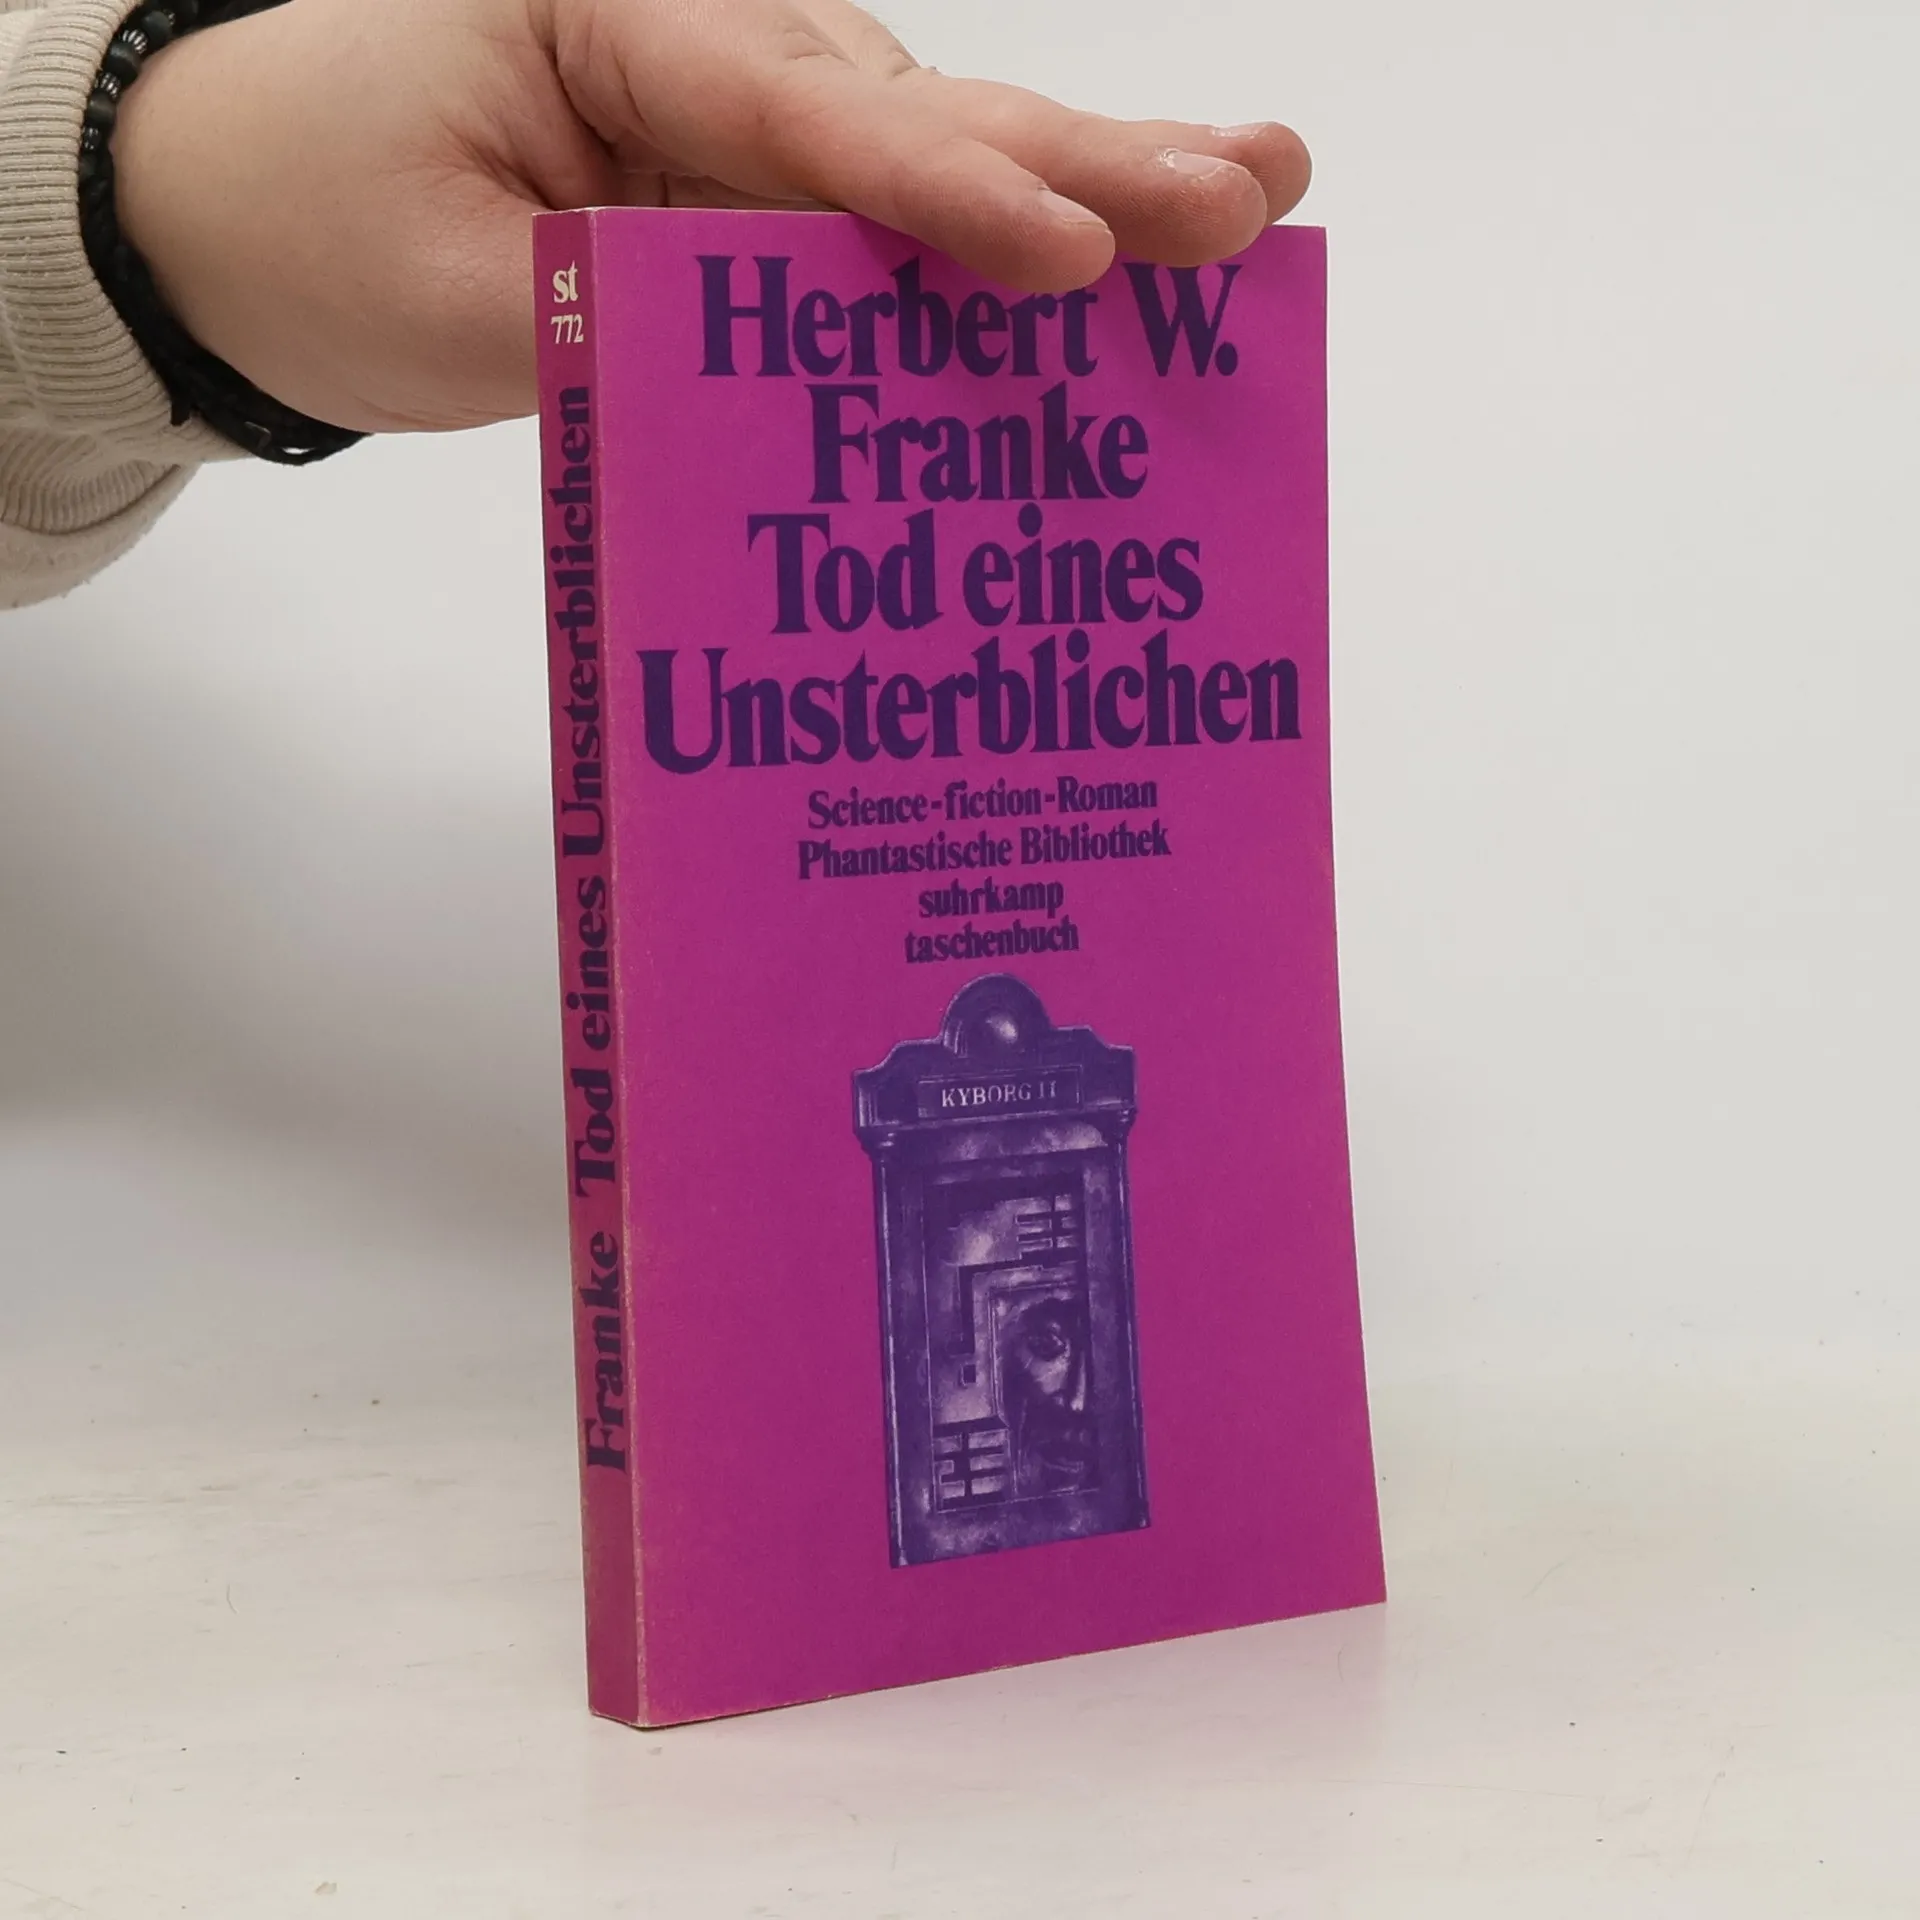 st
772
Franke Tod eines Unsterblichen
Herbert W.
Franke
Tod eines
Unsterblichen
Science-fiction-Roman
Phantastische Bibliothek
suhrkamp
taschenbuch
KYBORG II